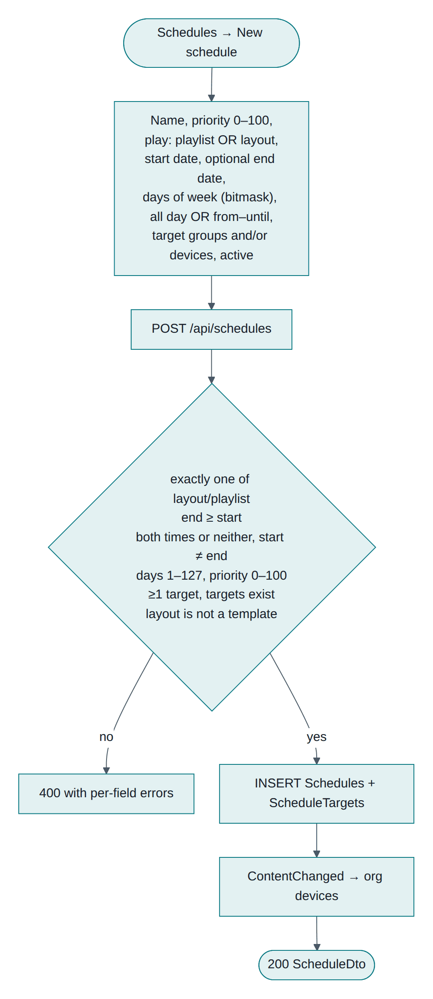 Schedules → New
schedule
Name, priority 0–100,
play: playlist OR layout,
start date, optional end
date,
days of week (bitmask),
all day OR from–until,
target groups and/or
devices, active
POST /api/schedules
exactly one of
layout/playlist
end ≥ start
both times or neither, start
≠ end
days 1–127, priority 0–100
≥1 target, targets exist
layout is not a template
no
yes
400 with per-field errors
INSERT Schedules +
ScheduleTargets
ContentChanged → org
devices
200 ScheduleDto